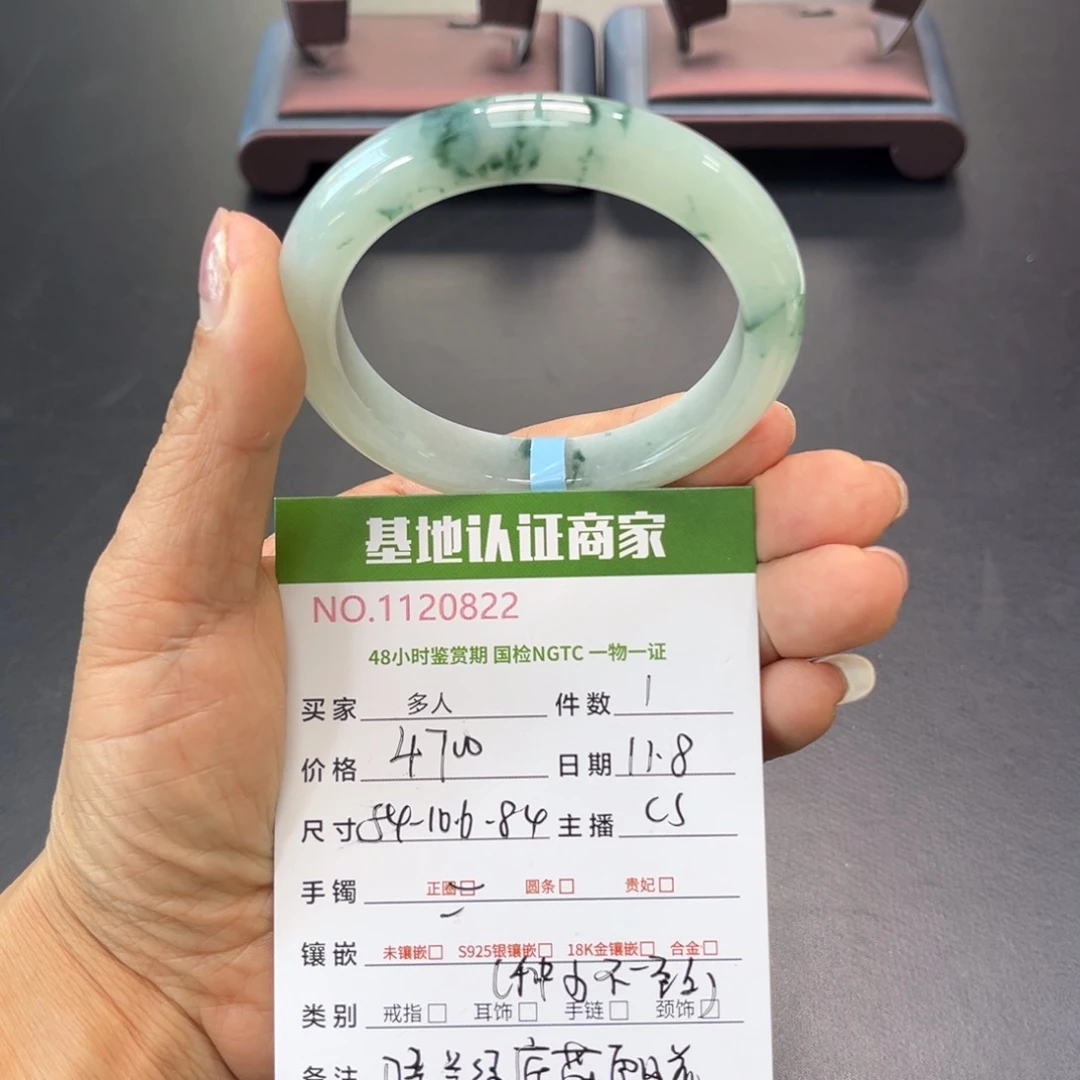 基地认证商家
NO.1120822
48小时鉴赏期 国检NGTC 一物一证
买家 多人 件数 1
价格 4700 日期 11.8
尺寸 54-10.6-8.4 主播 CS
手镯 正圈□ 圆条□ 贵妃□
镶嵌 未镶嵌□ S925银镶嵌□ 18K金镶嵌□ 合金□
类别 戒指□ 耳饰□ 手链□ 颈饰□
备注